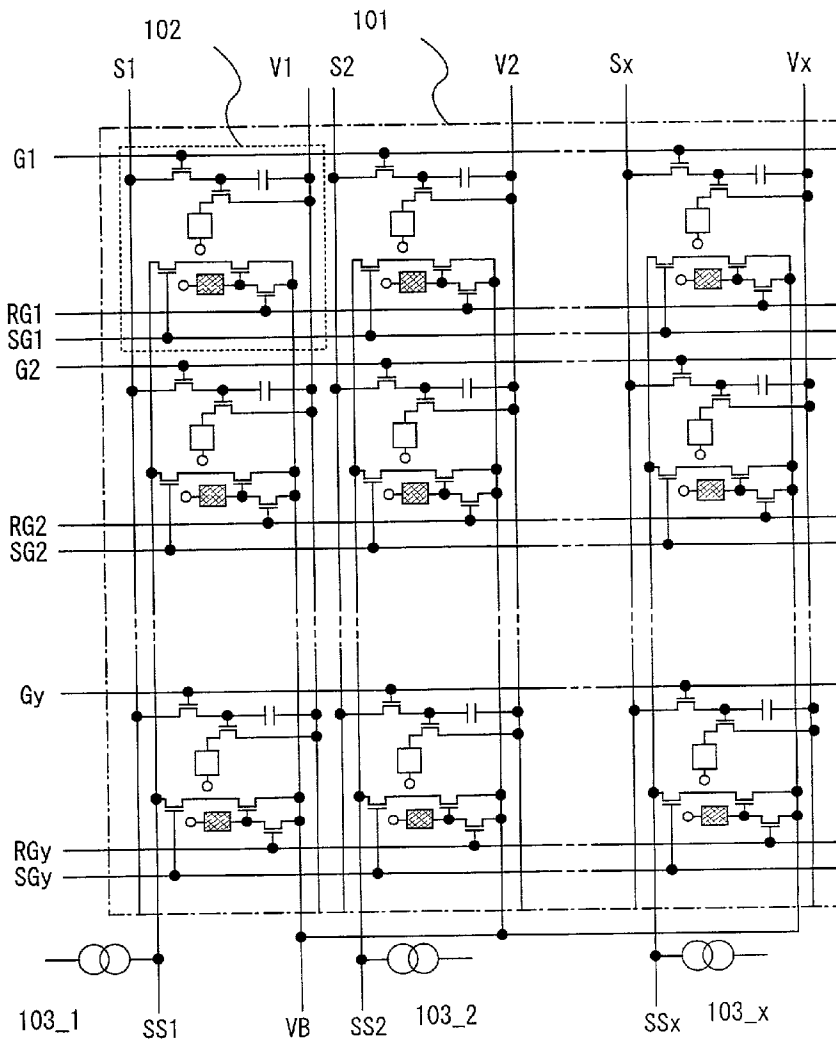 102 101
S1 V1 S2 V2 Sx Vx
G1
RG1
SG1
G2
RG2
SG2
Gy
RGy
SGy
103_1 SS1 VB SS2 103_2 SSx 103_x